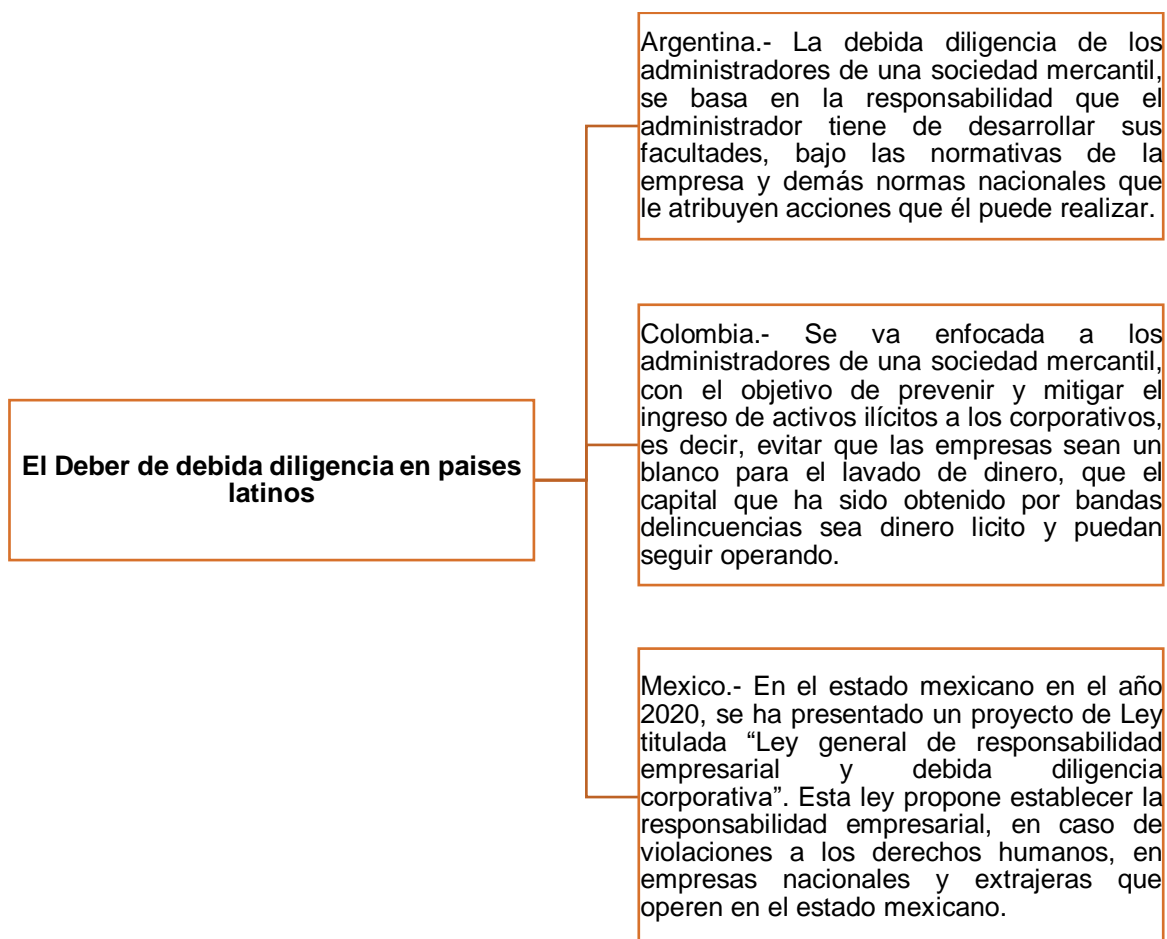 El Deber de debida diligencia en paises
latinos
Argentina.- La debida diligencia de los
administradores de una sociedad mercantil,
se basa en la responsabilidad que el
administrador tiene de desarrollar sus
facultades, bajo las normativas de la
empresa y demás normas nacionales que
le atribuyen acciones que él puede realizar.
Colombia.- Se va enfocada a los
administradores de una sociedad mercantil,
con el objetivo de prevenir y mitigar el
ingreso de activos ilícitos a los corporativos,
es decir, evitar que las empresas sean un
blanco para el lavado de dinero, que el
capital que ha sido obtenido por bandas
delincuencias sea dinero licito y puedan
seguir operando.
Mexico.- En el estado mexicano en el año
2020, se ha presentado un proyecto de Ley
titulada “Ley general de responsabilidad
empresarial y debida diligencia
corporativa”. Esta ley propone establecer la
responsabilidad empresarial, en caso de
violaciones a los derechos humanos, en
empresas nacionales y extrajeras que
operen en el estado mexicano.